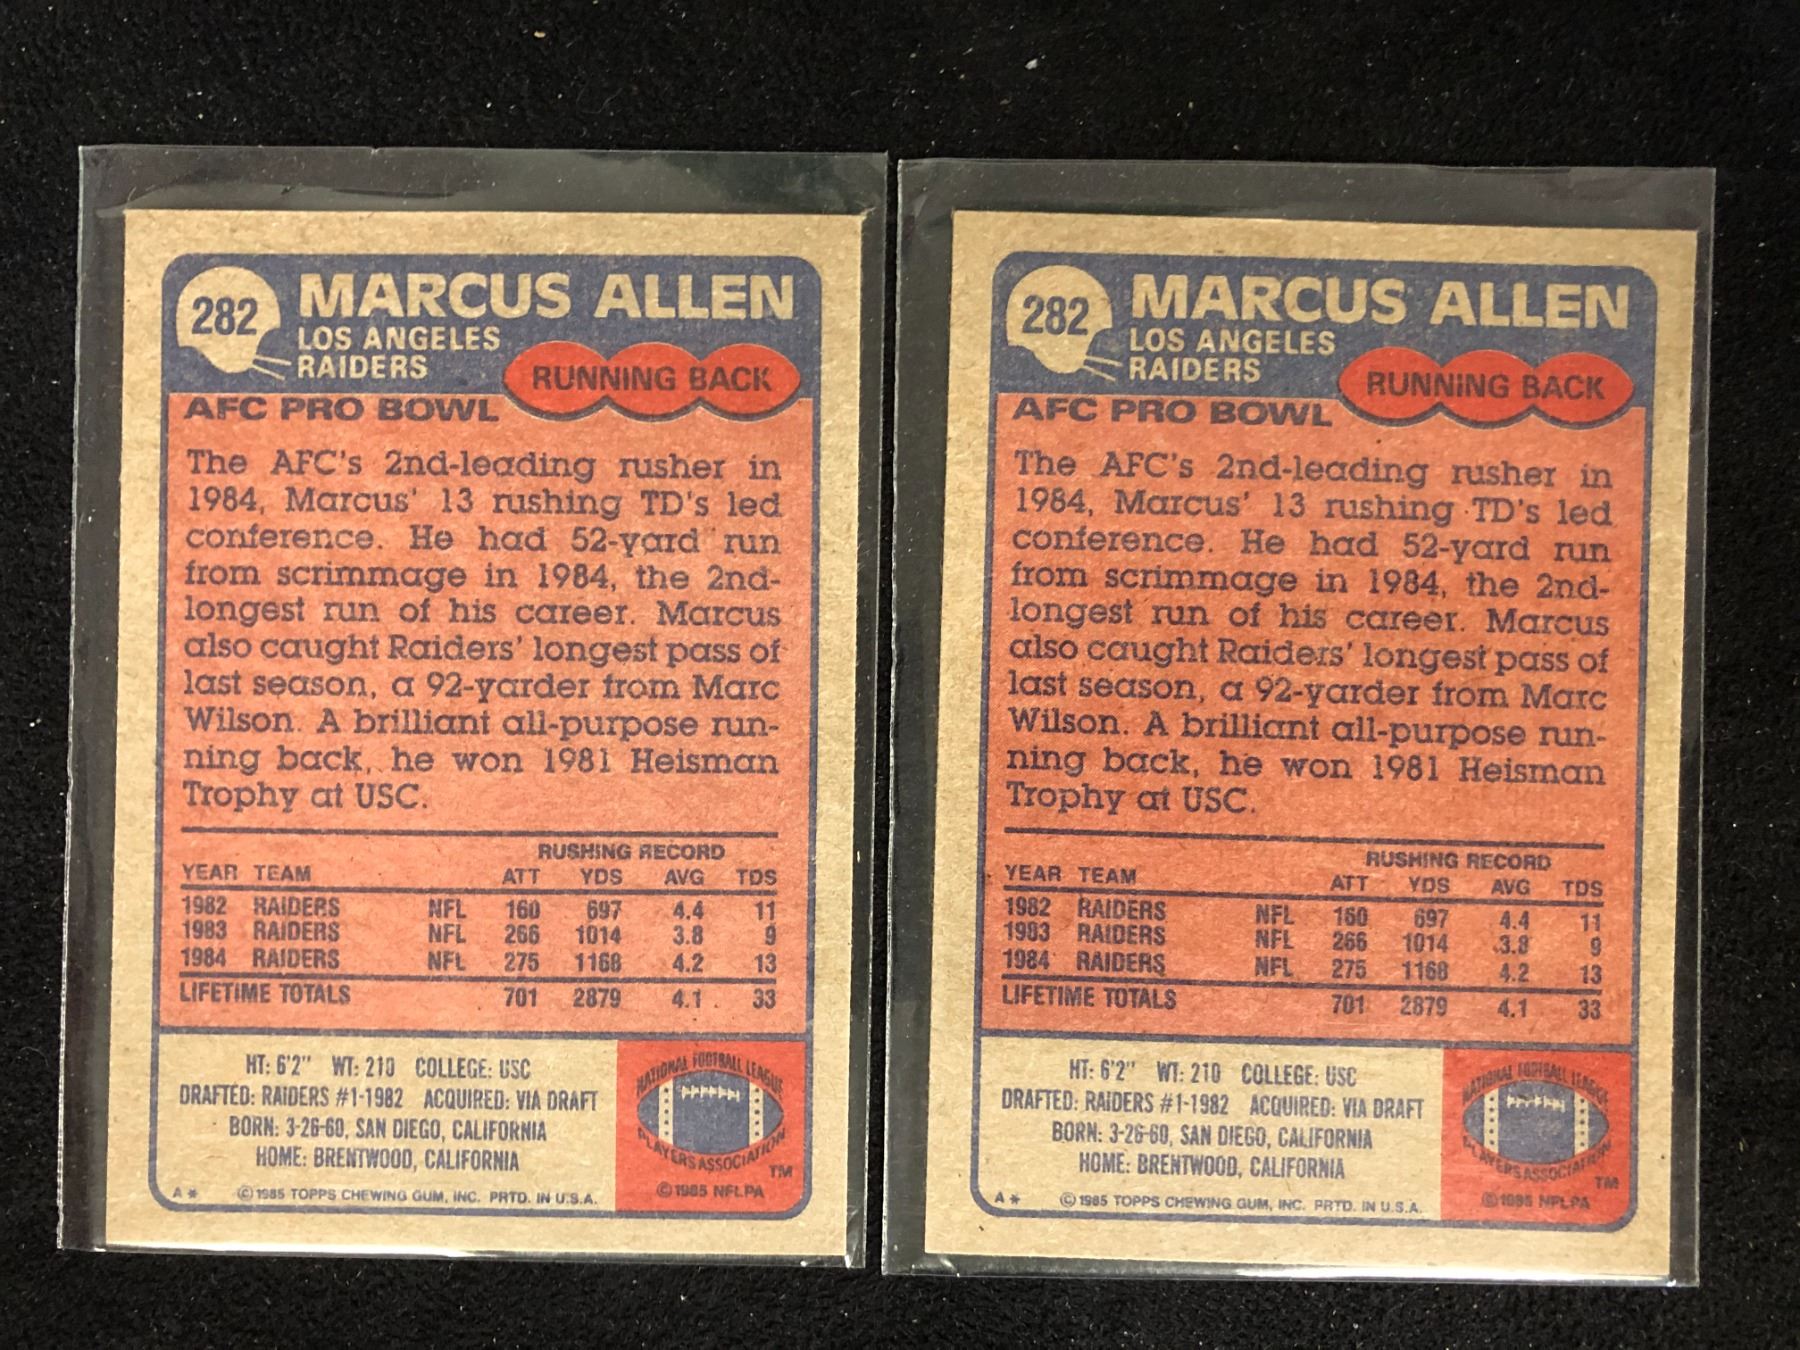 282
MARCUS ALLEN
LOS ANGELES
RAIDERS
RUNNING BACK
AFC PRO BOWL
The AFC's 2nd-leading rusher in
1984, Marcus' 13 rushing TD's led
conference. He had 52-yard run
from scrimmage in 1984, the 2nd-
longest run of his career. Marcus
also caught Raiders' longest pass of
last season, a 92-yarder from Marc
Wilson. A brilliant all-purpose run-
ning back, he won 1981 Heisman
Trophy at USC.
RUSHING RECORD
YEAR TEAM ATT YDS AVG TDS
1982 RAIDERS NFL 160 697 4.4 11
1983 RAIDERS NFL 266 1014 3.8 9
1984 RAIDERS NFL 275 1168 4.2 13
LIFETIME TOTALS 701 2879 4.1 33
HT: 6'2" WT: 210 COLLEGE: USC
DRAFTED: RAIDERS #1-1982 ACQUIRED: VIA DRAFT
BORN: 3-26-60, SAN DIEGO, CALIFORNIA
HOME: BRENTWOOD, CALIFORNIA
A* © 1985 TOPPS CHEWING GUM, INC. PRTD. IN U.S.A.
NATIONAL FOOTBALL LEAGUE
PLAYERS ASSOCIATION
TM
© 1985 NFLPA
282
MARCUS ALLEN
LOS ANGELES
RAIDERS
RUNNING BACK
AFC PRO BOWL
The AFC's 2nd-leading rusher in
1984, Marcus' 13 rushing TD's led
conference. He had 52-yard run
from scrimmage in 1984, the 2nd-
longest run of his career. Marcus
also caught Raiders' longest pass of
last season, a 92-yarder from Marc
Wilson. A brilliant all-purpose run-
ning back, he won 1981 Heisman
Trophy at USC.
RUSHING RECORD
YEAR TEAM ATT YDS AVG TDS
1982 RAIDERS NFL 160 697 4.4 11
1983 RAIDERS NFL 266 1014 3.8 9
1984 RAIDERS NFL 275 1168 4.2 13
LIFETIME TOTALS 701 2879 4.1 33
HT: 6'2" WT: 210 COLLEGE: USC
DRAFTED: RAIDERS #1-1982 ACQUIRED: VIA DRAFT
BORN: 3-26-60, SAN DIEGO, CALIFORNIA
HOME: BRENTWOOD, CALIFORNIA
A* © 1985 TOPPS CHEWING GUM, INC. PRTD. IN U.S.A.
NATIONAL FOOTBALL LEAGUE
PLAYERS ASSOCIATION
TM
© 1985 NFLPA